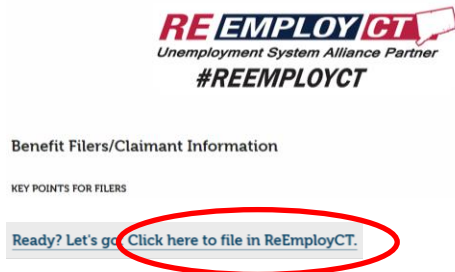 REEMPLOYCT
Unemployment System Alliance Partner
#REEMPLOYCT
Benefit Filers/Claimant Information
KEY POINTS FOR FILERS
Ready? Let's go! Click here to file in ReEmployCT.